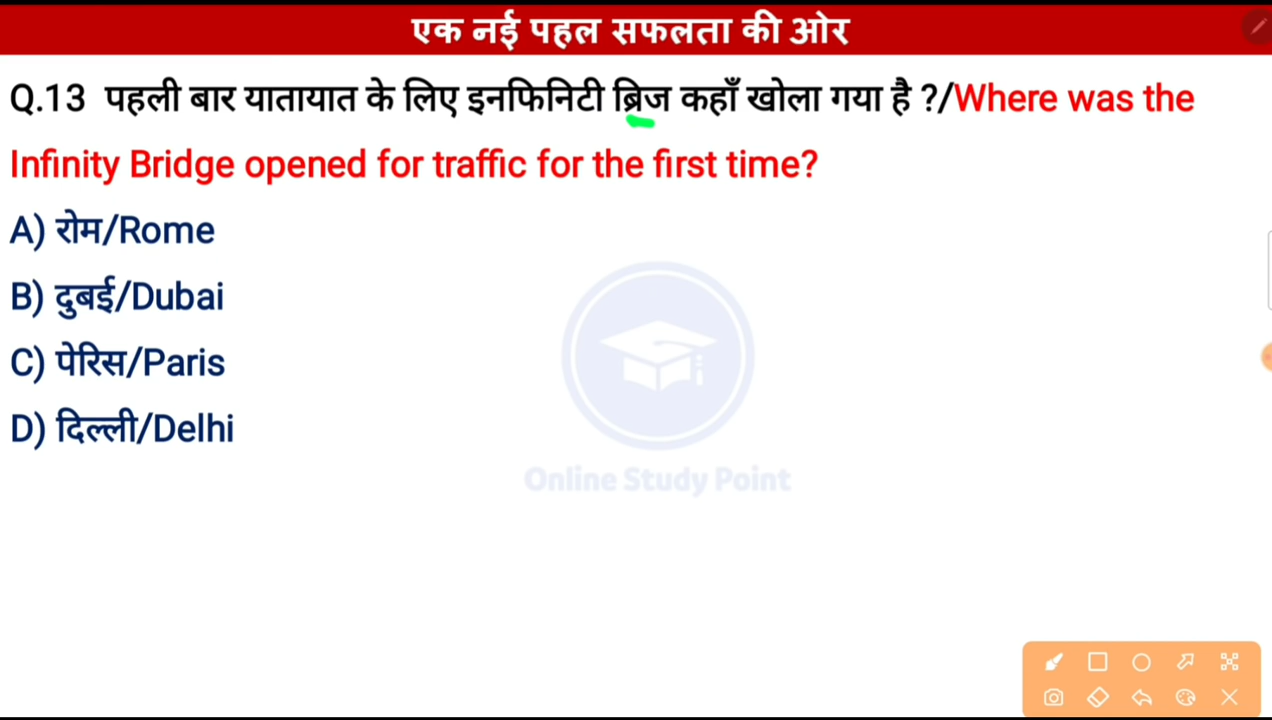 एक नई पहल सफलता की ओर
Q.13 पहली बार यातायात के लिए इनफिनिटी ब्रिज कहाँ खोला गया है ?/Where was the
Infinity Bridge opened for traffic for the first time?
A) रोम/Rome
B) दुबई/Dubai
C) पेरिस/Paris
D) दिल्ली/Delhi
Online Study Point